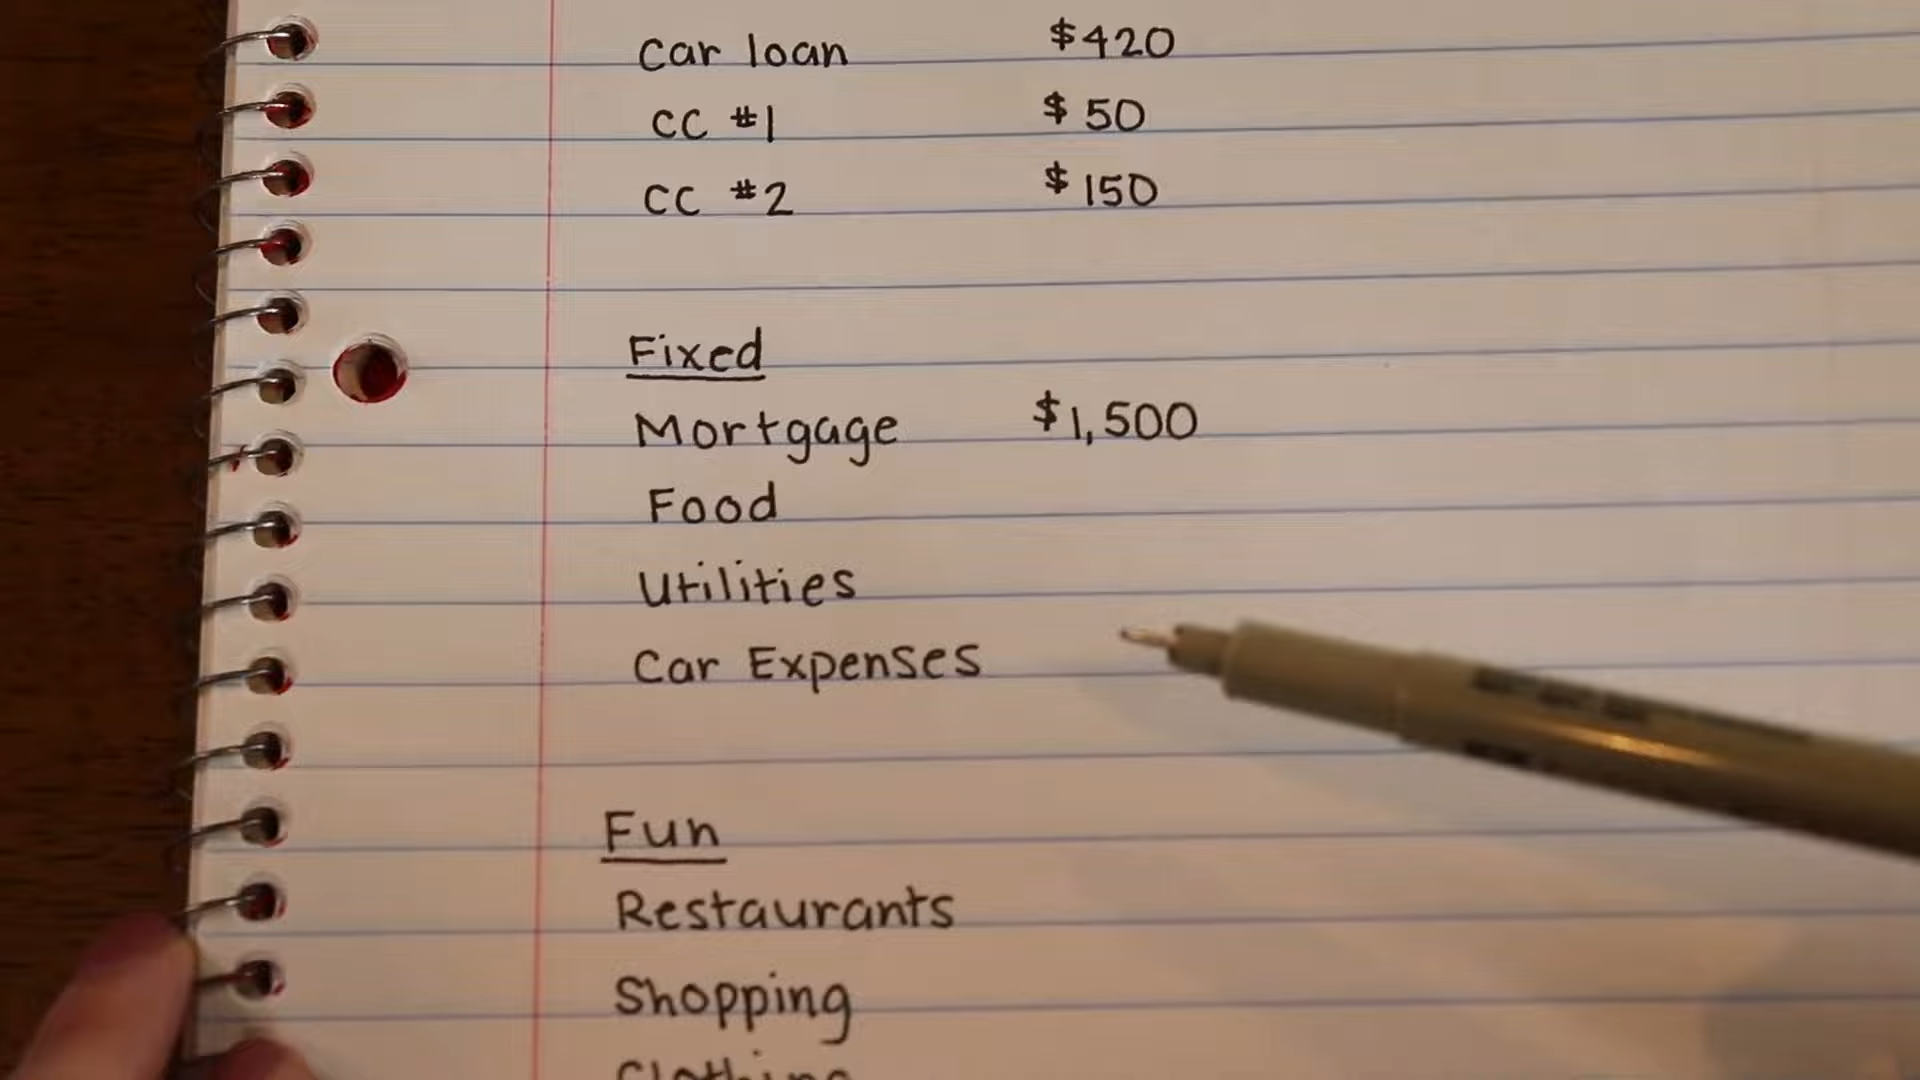 Car loan $420
CC #1 $50
CC #2 $150
Fixed
Mortgage $1,500
Food
Utilities
Car Expenses
Fun
Restaurants
Shopping
Clothing